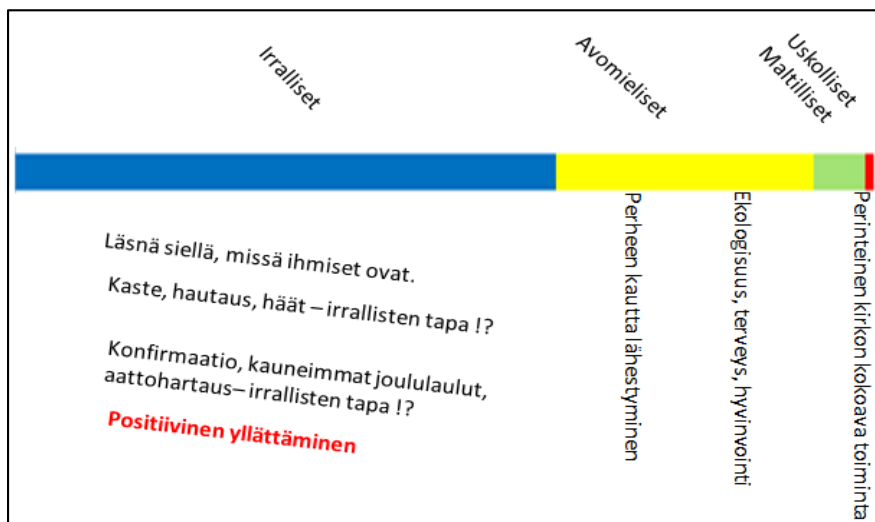 Irralliset
Avomieliset
Maltilliset
Uskolliset
Läsnä siellä, missä ihmiset ovat.
Kaste, hautaus, häät – irrallisten tapa !?
Konfirmaatio, kauneimmat joululaulut,
aattohartaus– irrallisten tapa !?
Positiivinen yllättäminen
Perheen kautta lähestyminen
Ekologisuus, terveys, hyvinvointi
Perinteinen kirkon kokoava toiminta